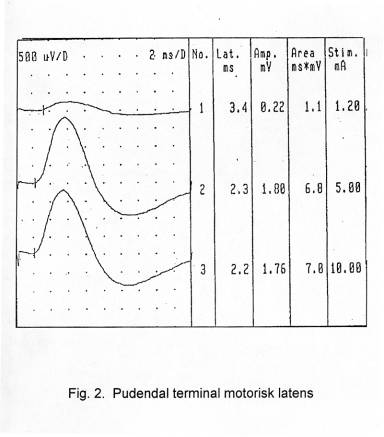 500 uV/D 2 ms/D No. Lat. Amp. Area Stim.
ms mV ms*mV mA
1 3.4 0.22 1.1 1.20
2 2.3 1.80 6.8 5.00
3 2.2 1.76 7.0 10.00
Fig. 2. Pudendal terminal motorisk latens